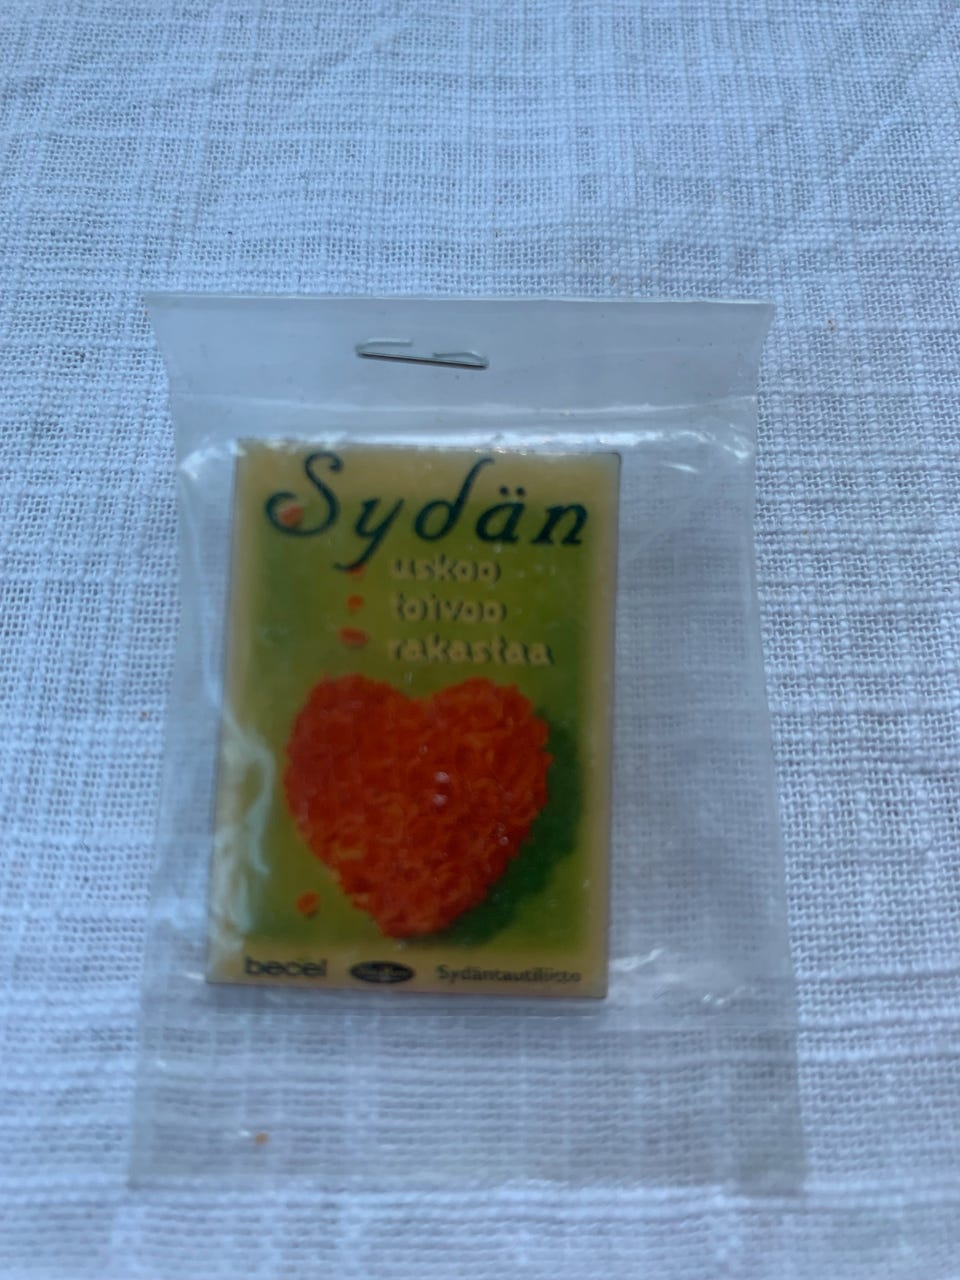 Sydän
uskoo
toivoo
rakastaa
becel Sydäntautiliitto